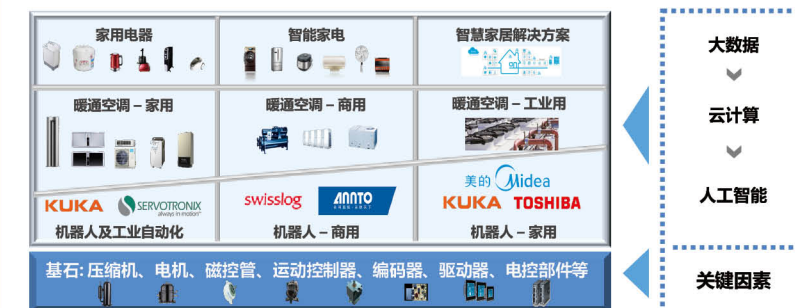 家用电器
智能家电
智慧家居解决方案
大数据
暖通空调 – 家用
暖通空调 – 商用
暖通空调 – 工业用
云计算
人工智能
KUKA
SERVOTRONIX
always in motion
swisslog
ANNTO
美的 Midea
KUKA TOSHIBA
机器人及工业自动化
机器人 – 商用
机器人 – 家用
基石: 压缩机、电机、磁控管、运动控制器、编码器、驱动器、电控部件等
关键因素